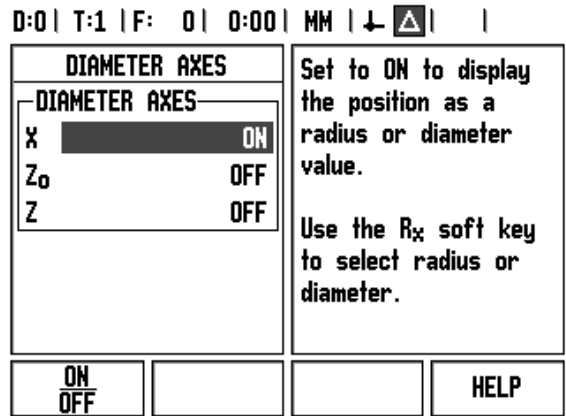 D:0| T:1 |F: 0| 0:00| MM | Δ| |
DIAMETER AXES
DIAMETER AXES
X ON
Zo OFF
Z OFF
Set to ON to display
the position as a
radius or diameter
value.
Use the RX soft key
to select radius or
diameter.
ON
OFF
HELP